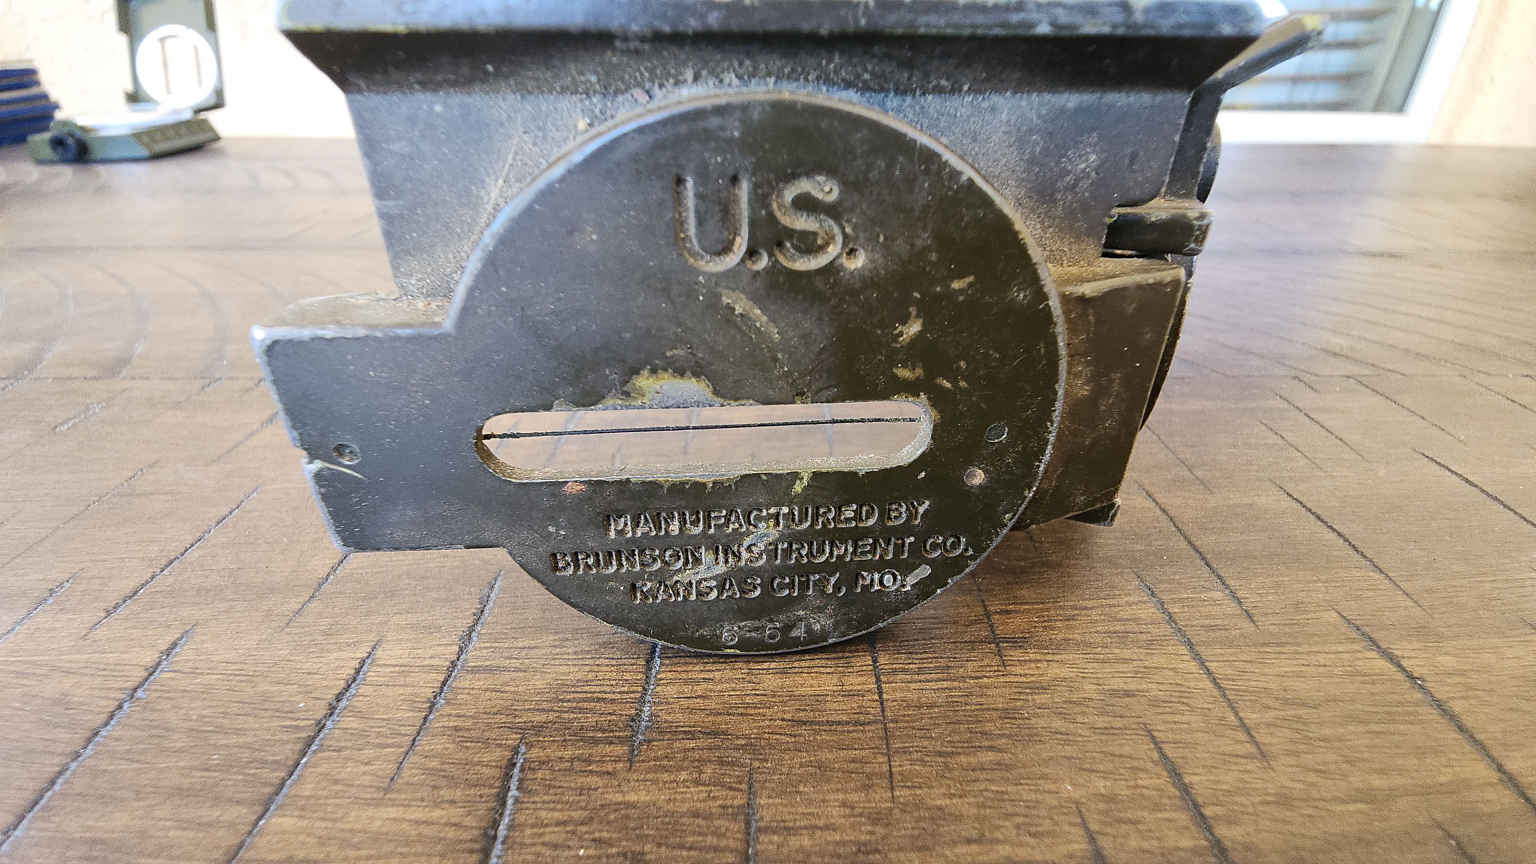 U.S.
MANUFACTURED BY
BRUNSON INSTRUMENT CO.
KANSAS CITY, MO.
6-64